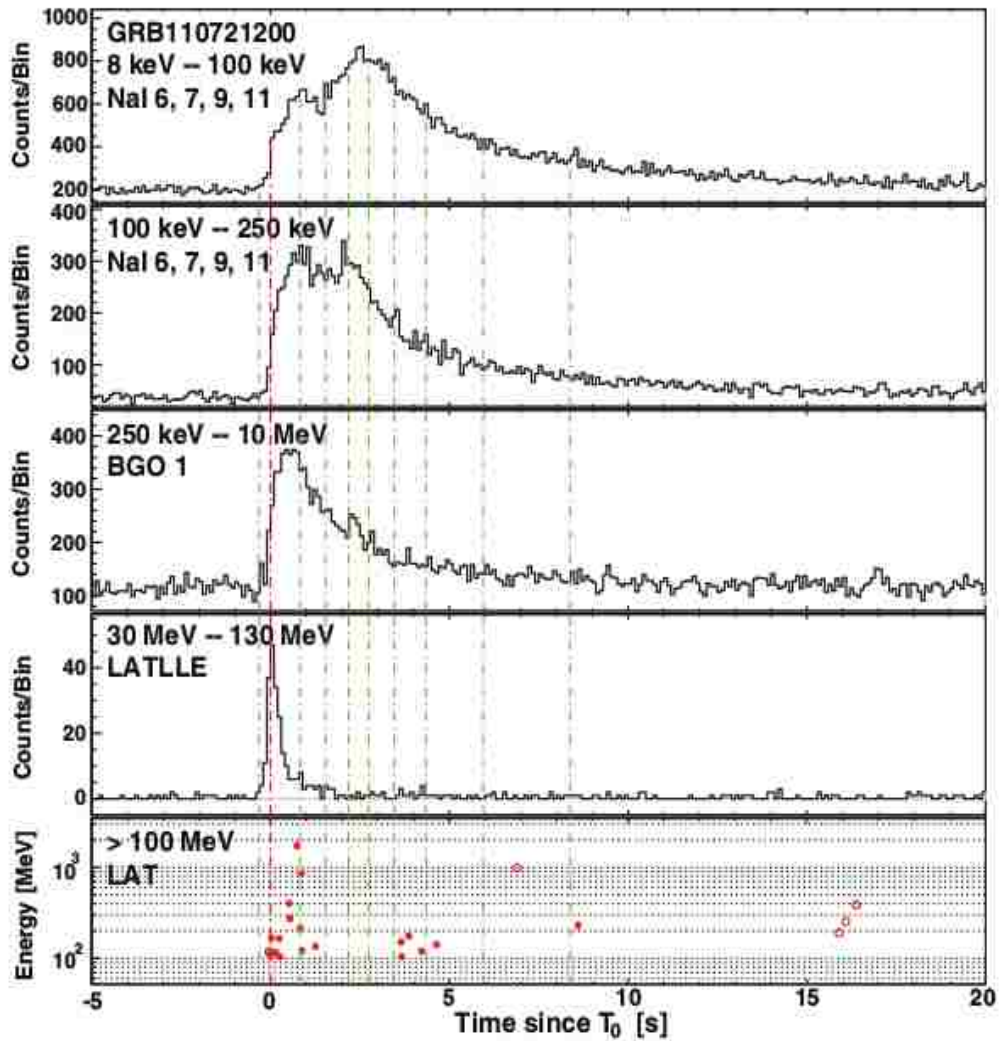 1000
800
600
400
200
Counts/Bin
GRB110721200
8 keV – 100 keV
NaI 6, 7, 9, 11
400
300
200
100
Counts/Bin
100 keV – 250 keV
NaI 6, 7, 9, 11
400
300
200
100
Counts/Bin
250 keV – 10 MeV
BGO 1
40
20
0
Counts/Bin
30 MeV – 130 MeV
LATLLE
10³
10²
Energy [MeV]
> 100 MeV
LAT
-5 0 5 10 15 20
Time since T₀ [s]